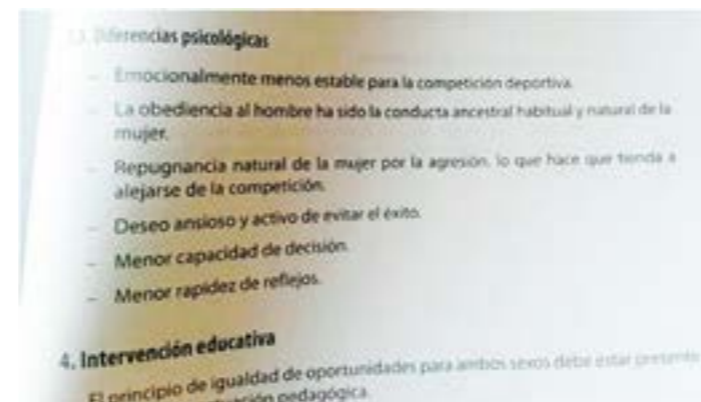 Diferencias psicológicas
– Emocionalmente menos estable para la competición deportiva.
– La obediencia al hombre ha sido la conducta ancestral habitual y natural de la
mujer.
– Repugnancia natural de la mujer por la agresión, lo que hace que tienda a
alejarse de la competición.
– Deseo ansioso y activo de evitar el éxito.
– Menor capacidad de decisión.
– Menor rapidez de reflejos.
4. Intervención educativa
El principio de igualdad de oportunidades para ambos sexos debe estar presente
pedagógica.